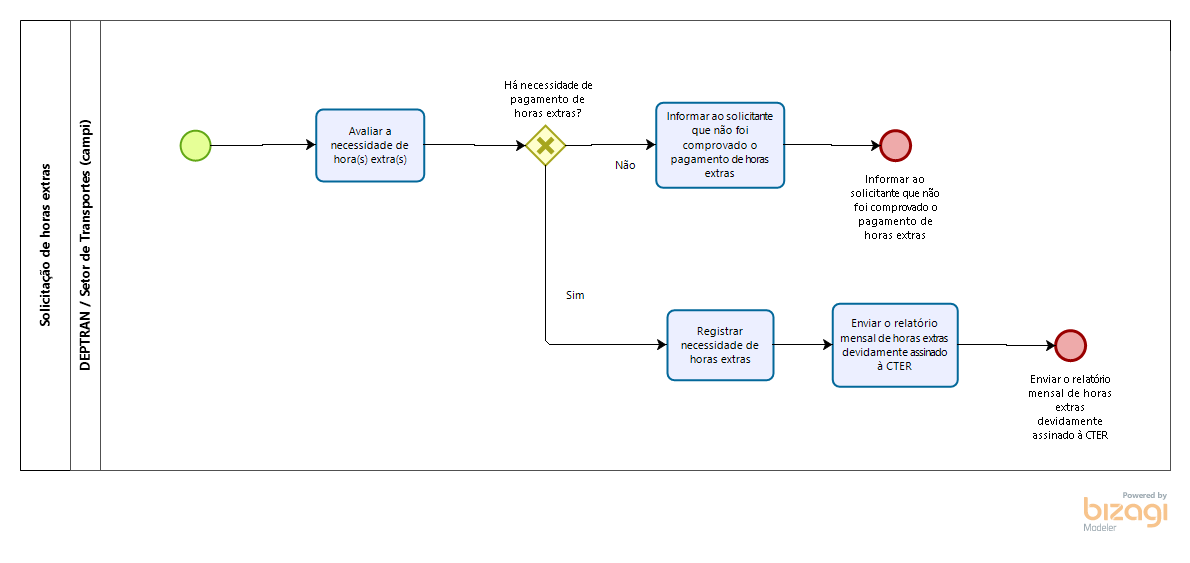 Solicitação de horas extras
DEPTRAN / Setor de Transportes (campi)
Avaliar a
necessidade de
hora(s) extra(s)
Há necessidade de
pagamento de
horas extras?
Não
Informar ao solicitante
que não foi
comprovado o
pagamento de horas
extras
Informar ao
solicitante que não
foi comprovado o
pagamento de
horas extras
Sim
Registrar
necessidade de
horas extras
Enviar o relatório
mensal de horas extras
devidamente assinado
à CTER
Enviar o relatório
mensal de horas
extras
devidamente
assinado à CTER
Powered by
bizagi
Modeler